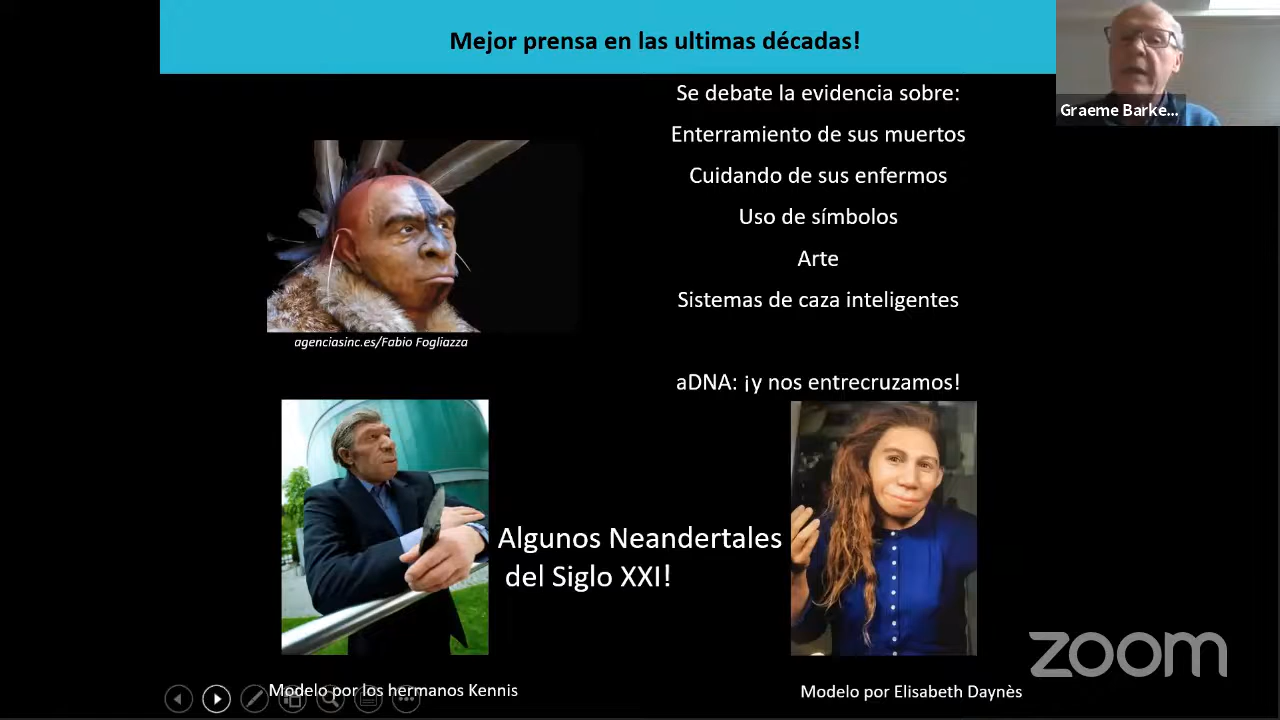 Mejor prensa en las ultimas décadas!
Graeme Barke...
Se debate la evidencia sobre:
Enterramiento de sus muertos
Cuidando de sus enfermos
Uso de símbolos
Arte
Sistemas de caza inteligentes
agenciasinc.es/Fabio Fogliazza
aDNA: ¡y nos entrecruzamos!
Algunos Neandertales
del Siglo XXI!
zoom
Modelo por los hermanos Kennis
Modelo por Elisabeth Daynès